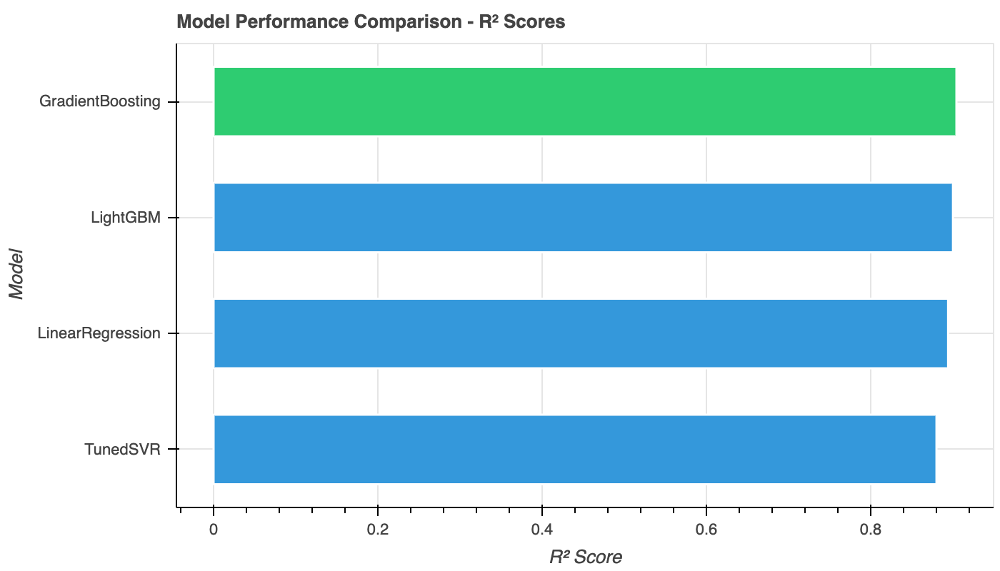 Model Performance Comparison - R² Scores
GradientBoosting
LightGBM
LinearRegression
TunedSVR
Model
0 0.2 0.4 0.6 0.8
R² Score